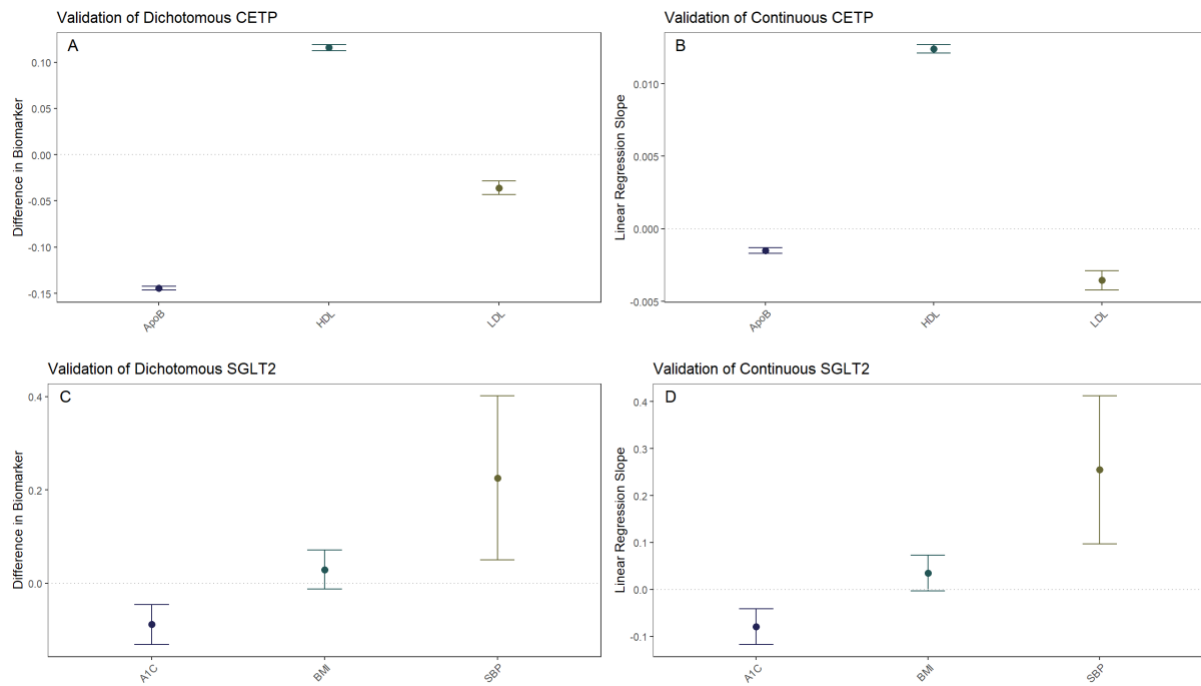 Validation of Dichotomous CETP
A
Difference in Biomarker
0.10
0.05
0.00
-0.05
-0.10
-0.15
ApoB
HDL
LDL
Validation of Continuous CETP
B
Linear Regression Slope
0.010
0.005
0.000
-0.005
ApoB
HDL
LDL
Validation of Dichotomous SGLT2
C
Difference in Biomarker
0.4
0.2
0.0
A1C
BMI
SBP
Validation of Continuous SGLT2
D
Linear Regression Slope
0.4
0.3
0.2
0.1
0.0
-0.1
A1C
BMI
SBP